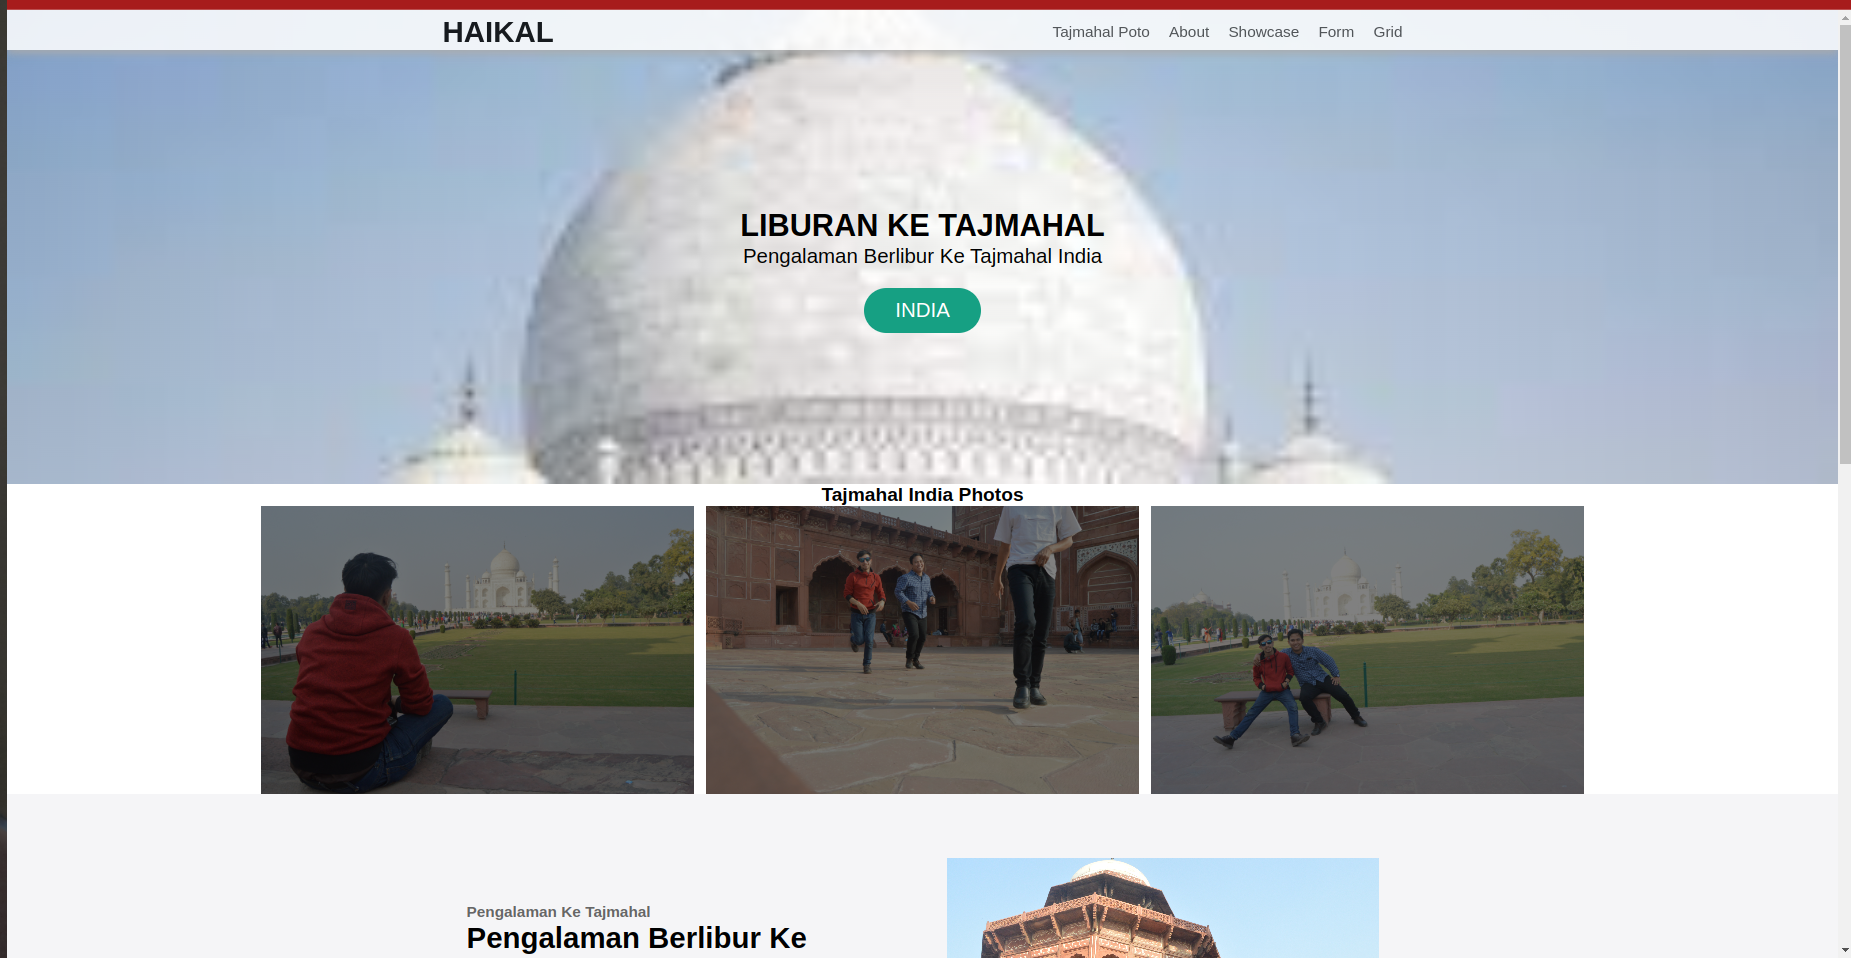 HAIKAL
Tajmahal Poto About Showcase Form Grid
LIBURAN KE TAJMAHAL
Pengalaman Berlibur Ke Tajmahal India
INDIA
Tajmahal India Photos
Pengalaman Ke Tajmahal
Pengalaman Berlibur Ke